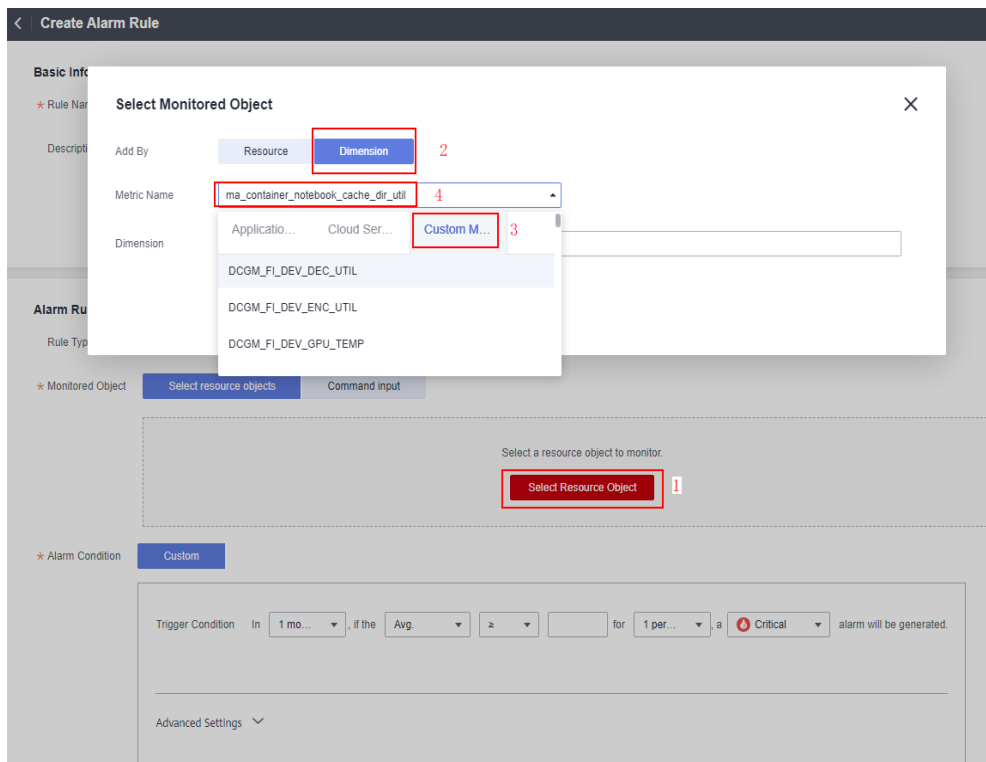 Create Alarm Rule
Basic Info
* Rule Nar
Descripti
Select Monitored Object
Add By Resource Dimension 2
Metric Name ma_container_notebook_cache_dir_util 4
Applicatio... Cloud Ser... Custom M... 3
Dimension
DCGM_FI_DEV_DEC_UTIL
DCGM_FI_DEV_ENC_UTIL
DCGM_FI_DEV_GPU_TEMP
Alarm Ru
Rule Typ
* Monitored Object Select resource objects Command input
Select a resource object to monitor.
Select Resource Object 1
* Alarm Condition Custom
Trigger Condition In 1 mo... , if the Avg. ≥ for 1 per... , a Critical alarm will be generated.
Advanced Settings